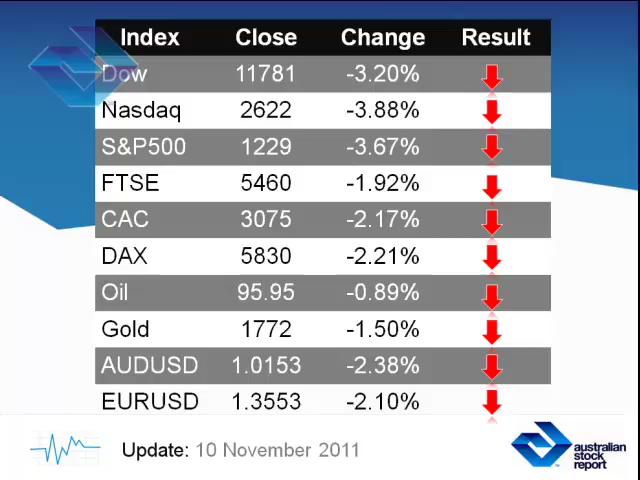 Index Close Change Result
Dow 11781 -3.20%
Nasdaq 2622 -3.88%
S&P500 1229 -3.67%
FTSE 5460 -1.92%
CAC 3075 -2.17%
DAX 5830 -2.21%
Oil 95.95 -0.89%
Gold 1772 -1.50%
AUDUSD 1.0153 -2.38%
EURUSD 1.3553 -2.10%
Update: 10 November 2011
australian
stock
report